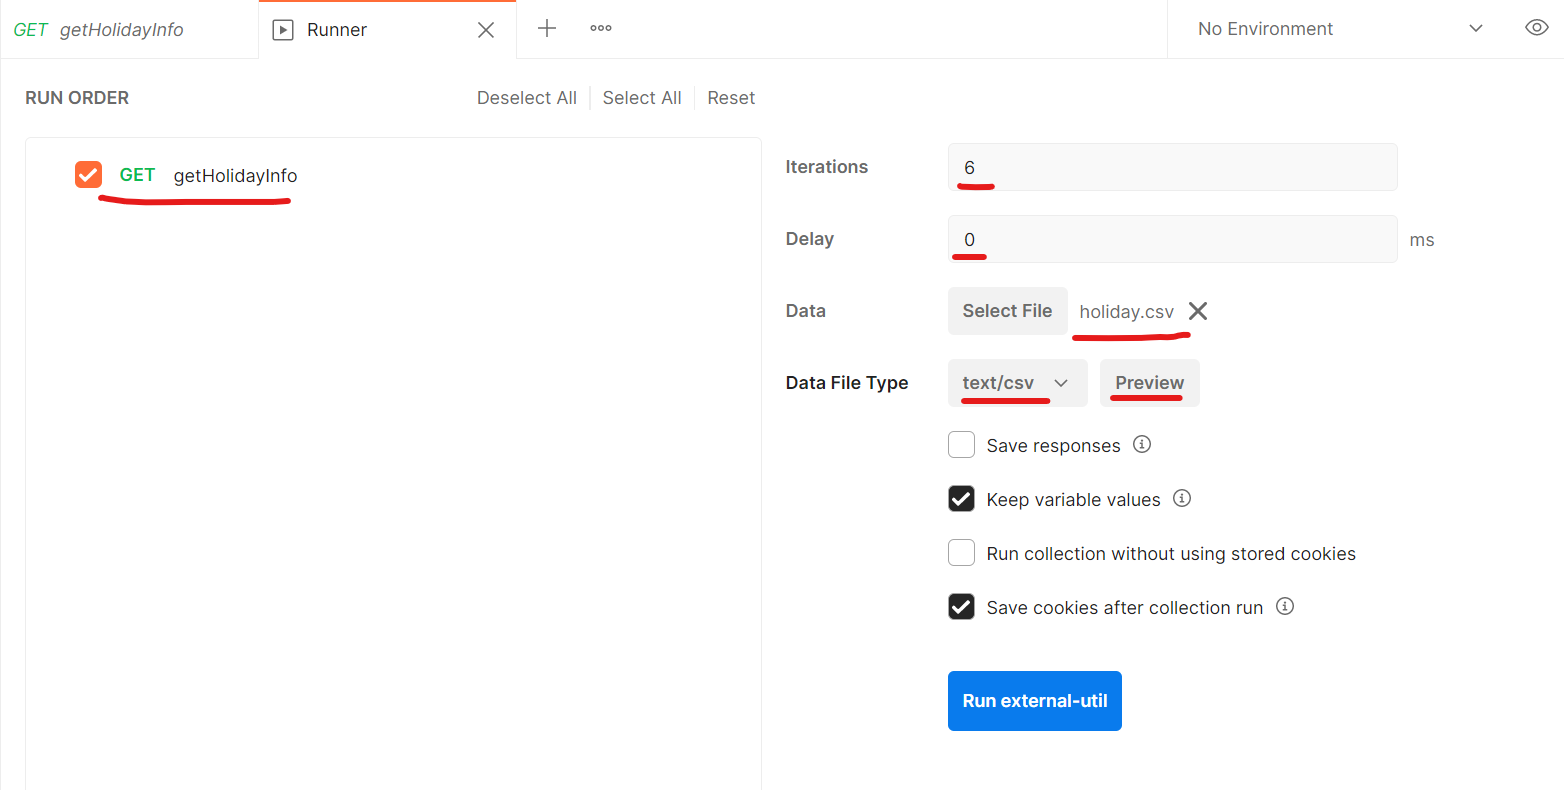 GET getHolidayInfo
Runner
No Environment
RUN ORDER
Deselect All
Select All
Reset
GET getHolidayInfo
Iterations
6
Delay
0
ms
Data
Select File
holiday.csv
Data File Type
text/csv
Preview
Save responses
Keep variable values
Run collection without using stored cookies
Save cookies after collection run
Run external-util